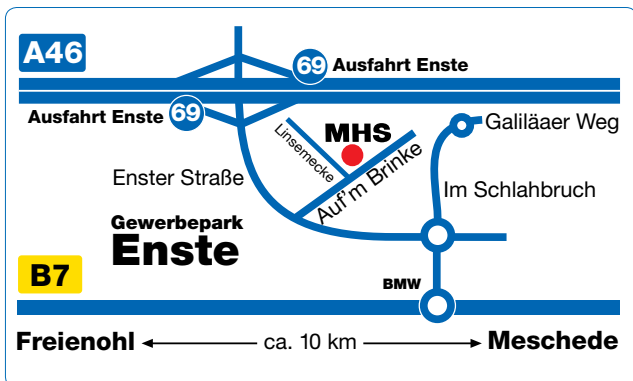 A46
69 Ausfahrt Enste
Ausfahrt Enste 69
MHS
Galiläaer Weg
Linsemecke
Auf'm Brinke
Enster Straße
Im Schlahbruch
Gewerbepark
Enste
B7
BMW
Freienohl ca. 10 km Meschede